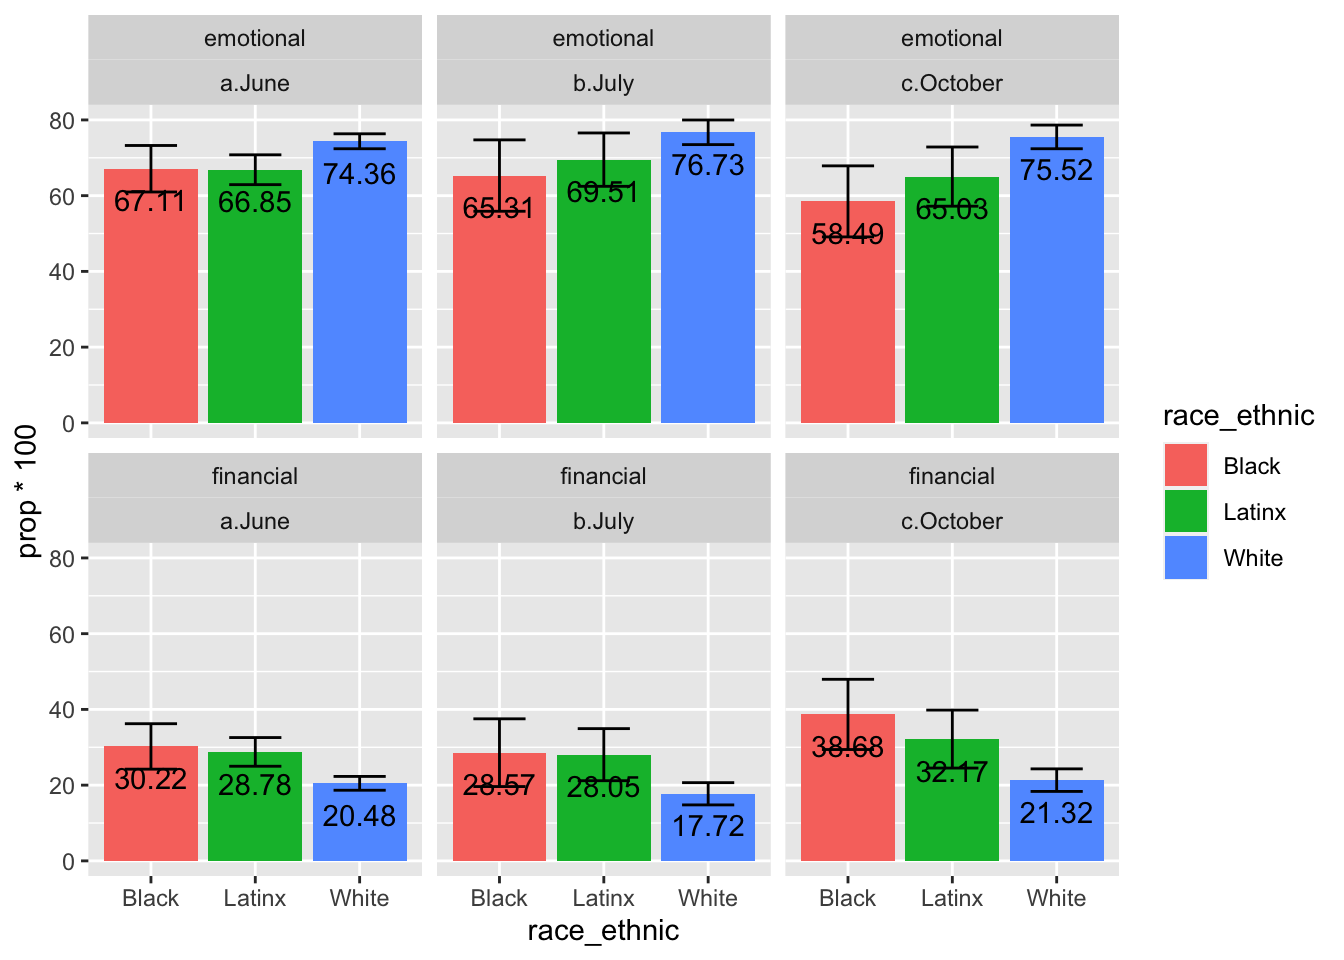 emotional
emotional
emotional
a.June
b.July
c.October
80
60
40
20
0
67.11
66.85
74.36
65.31
69.51
76.73
58.49
65.03
75.52
financial
financial
financial
a.June
b.July
c.October
80
60
40
20
0
30.22
28.78
20.48
28.57
28.05
17.72
38.68
32.17
21.32
Black
Latinx
White
Black
Latinx
White
Black
Latinx
White
race_ethnic
prop * 100
race_ethnic
Black
Latinx
White